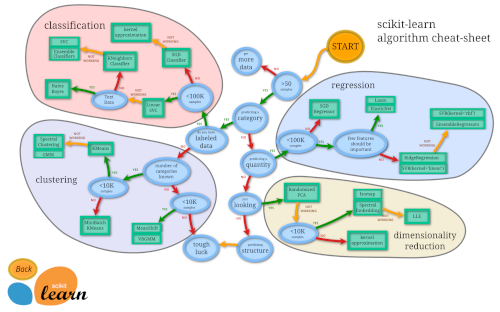 classification
scikit-learn
algorithm cheat-sheet
START
kernel
approximation
NOT
WORKING
SVC
Ensemble
Classifiers
KNeighbors
Classifier
SGD
Classifier
get
more
data
NO
>50
samples
YES
regression
Naive
Bayes
Text
Data
Linear
SVC
<100K
samples
predicting a
category
do you have
labeled
data
SGD
Regressor
Lasso
ElasticNet
SVR(kernel='rbf')
EnsembleRegressors
<100K
samples
few features
should be
important
RidgeRegression
SVR(kernel='linear')
Spectral
Clustering
GMM
KMeans
number of
categories
known
predicting a
quantity
clustering
<10K
samples
<10K
samples
just
looking
Randomized
PCA
Isomap
Spectral
Embedding
LLE
MiniBatch
KMeans
MeanShift
VBGMM
<10K
samples
kernel
approximation
dimensionality
reduction
tough
luck
predicting
structure
Back
scikit
learn